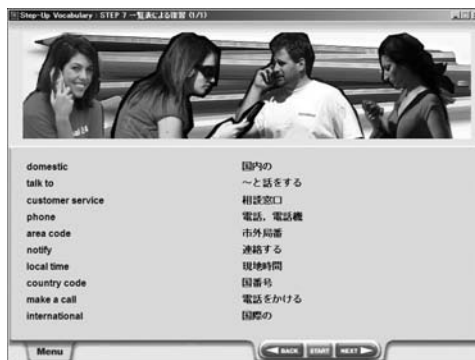 Step-Up Vocabulary : STEP 7 一覧表による復習 (1/1)
domestic 国内の
talk to ～と話をする
customer service 相談窓口
phone 電話，電話機
area code 市外局番
notify 連絡する
local time 現地時間
country code 国番号
make a call 電話をかける
international 国際の
Menu BACK START NEXT